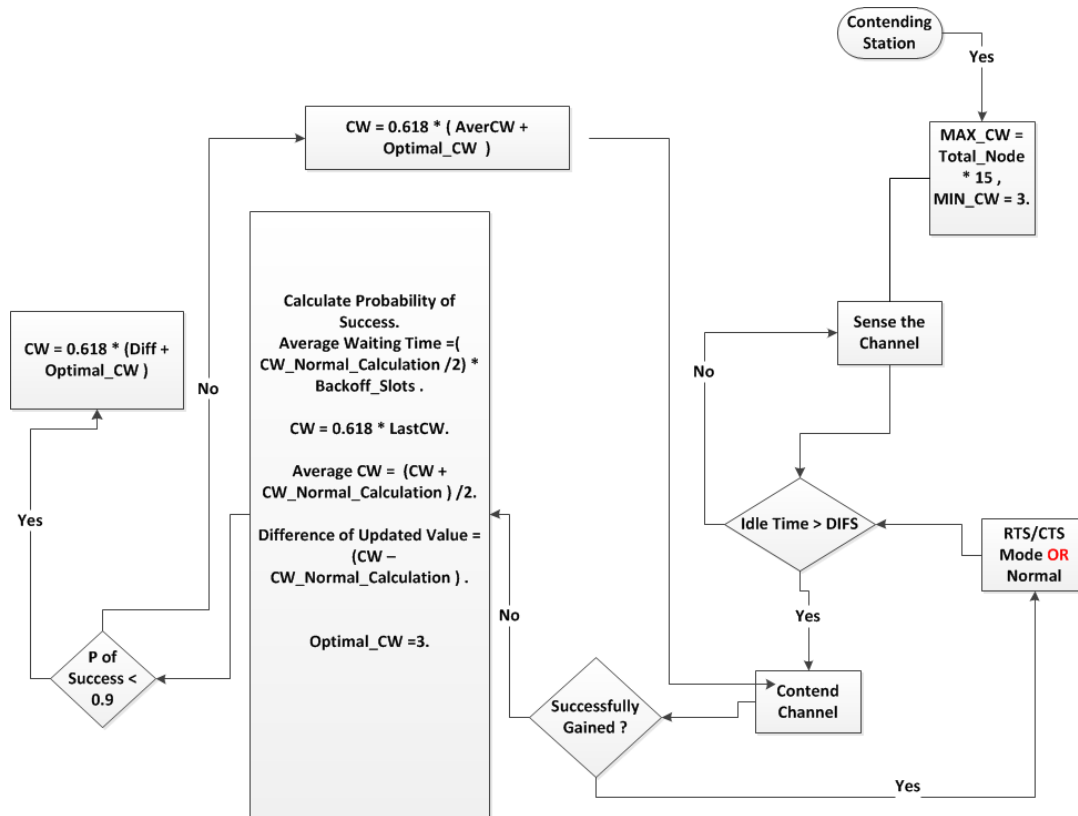 Contending
Station
Yes
MAX_CW =
Total_Node
* 15 ,
MIN_CW = 3.
CW = 0.618 * ( AverCW +
Optimal_CW )
Sense the
Channel
No
Idle Time > DIFS
RTS/CTS
Mode OR
Normal
Yes
Contend
Channel
Successfully
Gained ?
Yes
No
Calculate Probability of
Success.
Average Waiting Time =(
CW_Normal_Calculation /2) *
Backoff_Slots .
CW = 0.618 * LastCW.
Average CW = (CW +
CW_Normal_Calculation ) /2.
Difference of Updated Value =
(CW –
CW_Normal_Calculation ) .
Optimal_CW =3.
P of
Success <
0.9
No
Yes
CW = 0.618 * (Diff +
Optimal_CW )